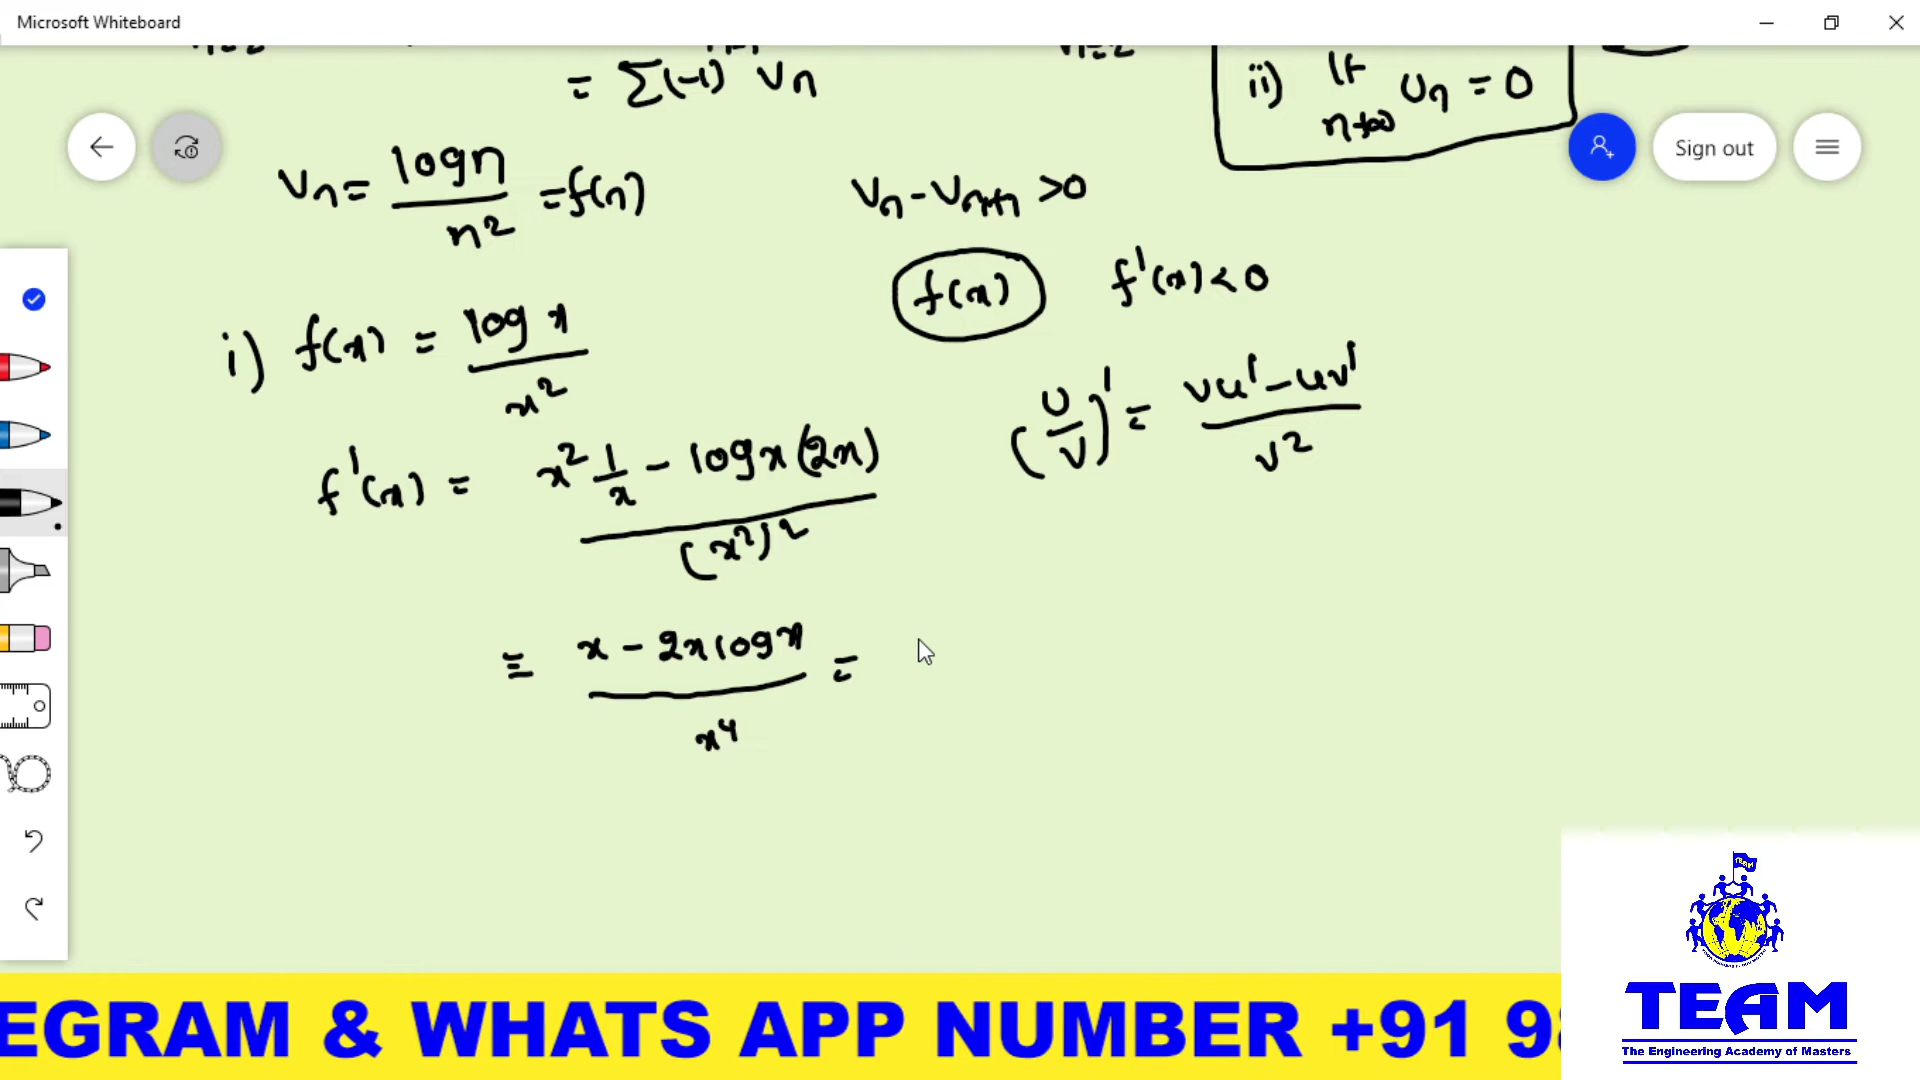 Microsoft Whiteboard
= ∑(-1) vn
ii) lt Un = 0
n→∞
Sign out
vn = log n / n² = f(n)
vn - vn+1 > 0
f(x) f'(x) < 0
i) f(x) = log x / x²
(U/V)' = vu' - uv' / v²
f'(x) = x² 1/x - log x (2x) / (x²)²
= x - 2x log x / x⁴ =
TEAM
The Engineering Academy of Masters
EGRAM & WHATS APP NUMBER +91 9